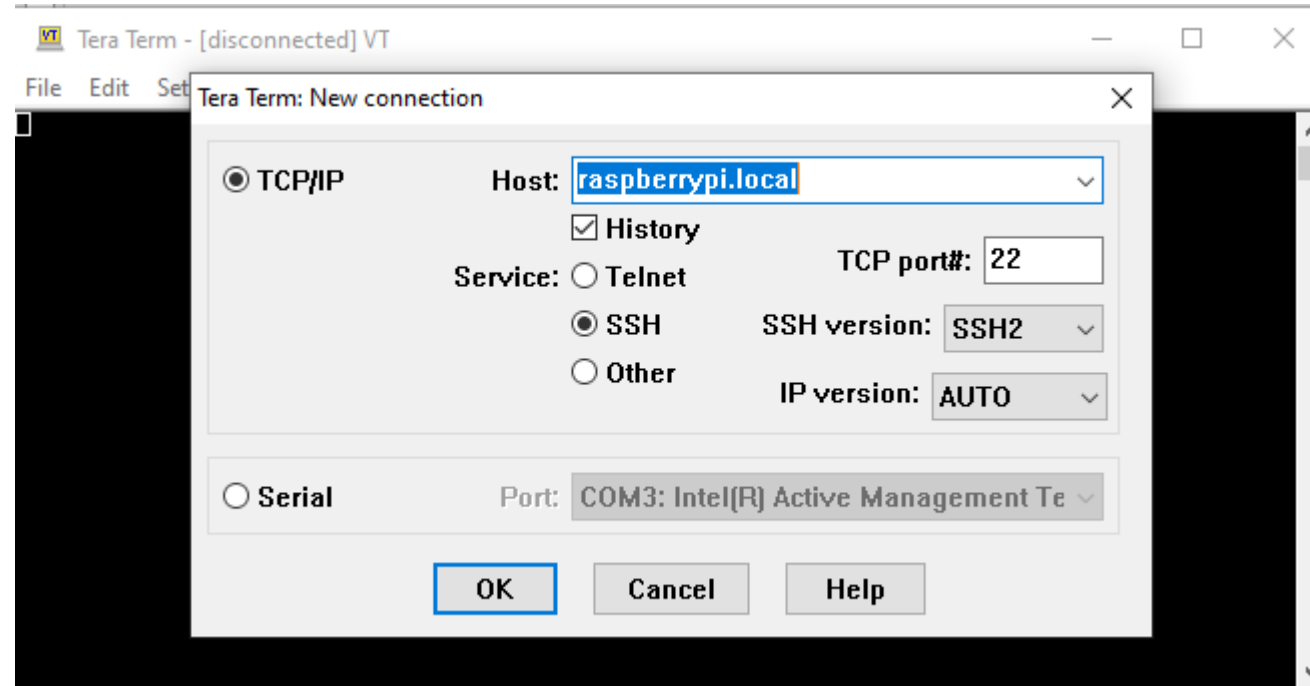 VT Tera Term - [disconnected] VT
File Edit Set
Tera Term: New connection
TCP/IP Host: raspberrypi.local
History
TCP port#: 22
Service: Telnet
SSH SSH version: SSH2
Other
IP version: AUTO
Serial Port: COM3: Intel(R) Active Management Te
OK Cancel Help